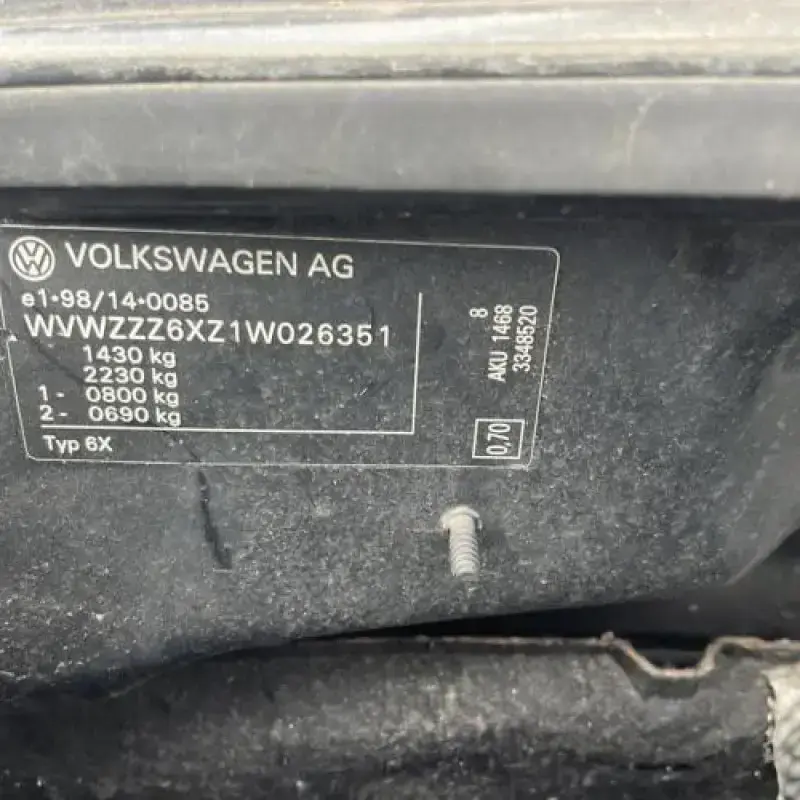 VOLKSWAGEN AG
e1*98/14*0085
WVWZZZ6XZ1W026351
1430 kg
2230 kg
1- 0800 kg
2- 0690 kg
Typ 6X
8
AKU 1468
3348520
0,70